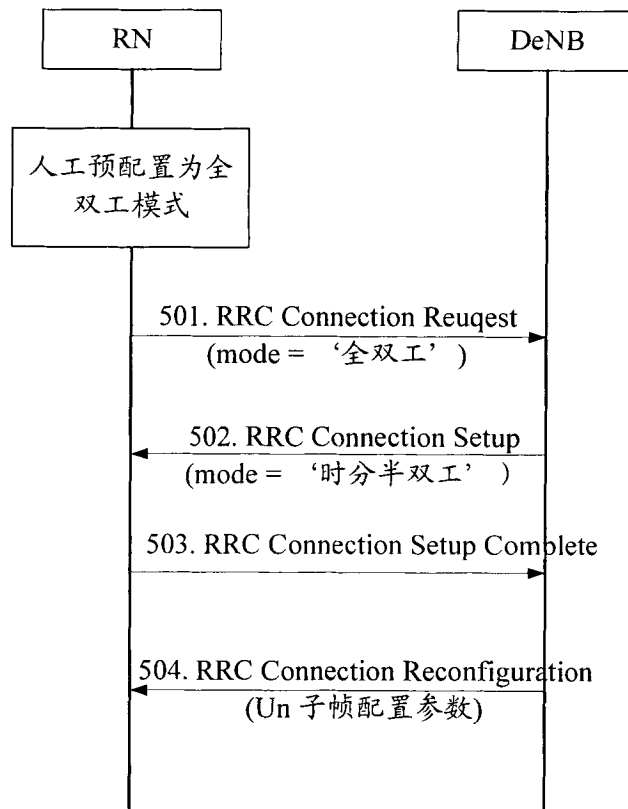 RN
DeNB
人工预配置为全
双工模式
501. RRC Connection Reuqest
(mode = ‘全双工’)
502. RRC Connection Setup
(mode = ‘时分半双工’)
503. RRC Connection Setup Complete
504. RRC Connection Reconfiguration
(Un 子帧配置参数)